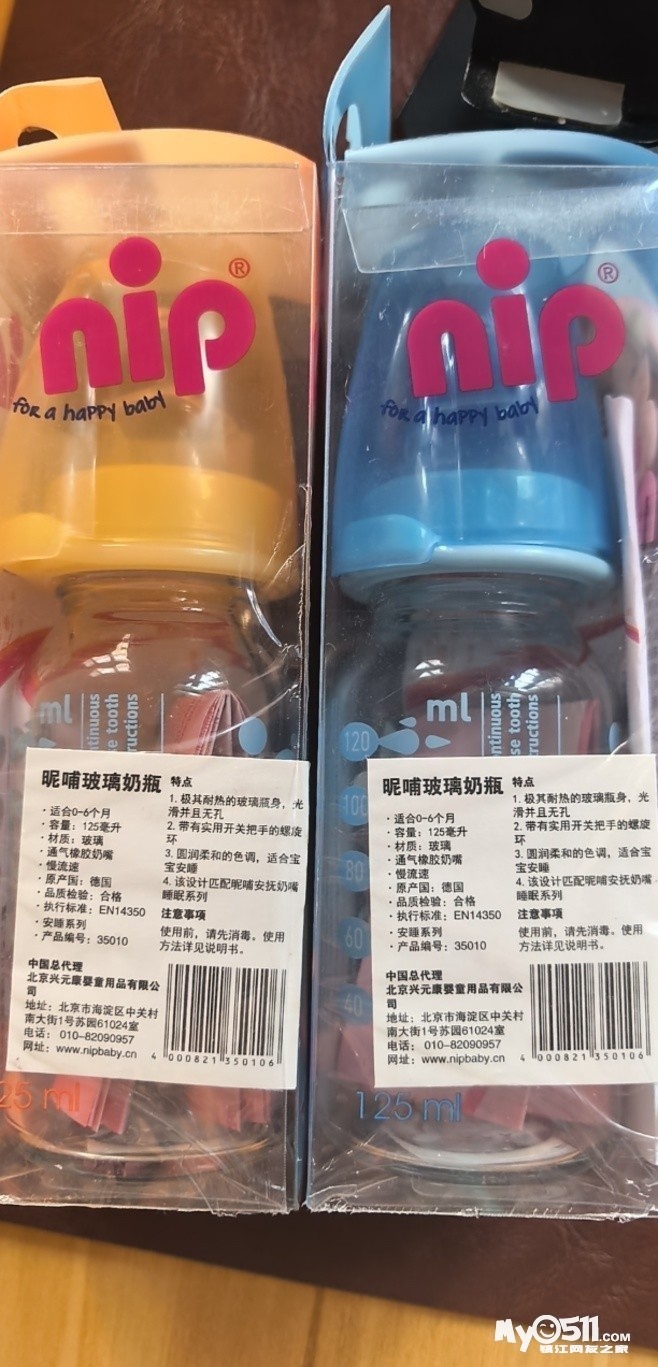 nip®
for a happy baby
ml
25 ml
昵哺玻璃奶瓶
·适合0-6个月
·容量：125毫升
·材质：玻璃
·通气橡胶奶嘴
·慢流速
·原产国：德国
·品质检验：合格
·执行标准：EN14350
·安睡系列
·产品编号：35010
特点
1. 极其耐热的玻璃瓶身，光
滑并且无孔
2. 带有实用开关把手的螺旋
环
3. 圆润柔和的色调，适合宝
宝安睡
4. 该设计匹配昵哺安抚奶嘴
睡眠系列
注意事项
使用前，请先消毒。使用
方法详见说明书。
中国总代理
北京兴元康婴童用品有限公
司
地址：北京市海淀区中关村
南大街1号苏园61024室
电话： 010-82090957
网址：www.nipbaby.cn
4 000821 350106
nip®
for a happy baby
ml
120
100
80
60
40
125 ml
昵哺玻璃奶瓶
·适合0-6个月
·容量：125毫升
·材质：玻璃
·通气橡胶奶嘴
·慢流速
·原产国：德国
·品质检验：合格
·执行标准：EN14350
·安睡系列
·产品编号：35010
特点
1. 极其耐热的玻璃瓶身，光
滑并且无孔
2. 带有实用开关把手的螺旋
环
3. 圆润柔和的色调，适合宝
宝安睡
4. 该设计匹配昵哺安抚奶嘴
睡眠系列
注意事项
使用前，请先消毒。使用
方法详见说明书。
中国总代理
北京兴元康婴童用品有限公
司
地址：北京市海淀区中关村
南大街1号苏园61024室
电话： 010-82090957
网址：www.nipbaby.cn
4 000821 350106
My0511.com
镇江网友之家